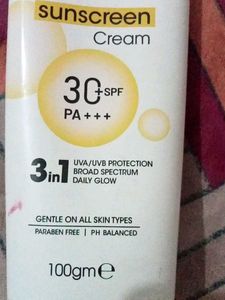 sunscreen
Cream
30+SPF
PA+++
3in1
UVA/UVB PROTECTION
BROAD SPECTRUM
DAILY GLOW
GENTLE ON ALL SKIN TYPES
PARABEN FREE | PH BALANCED
100gm e